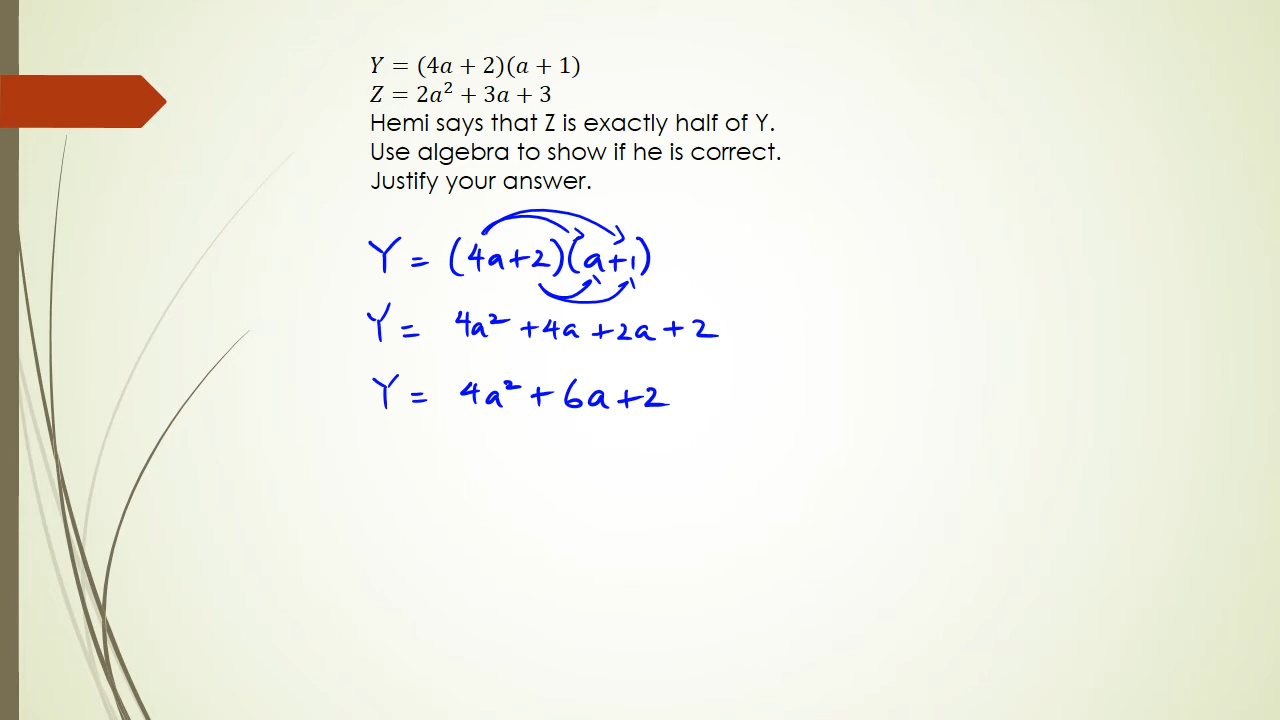 Y = (4a + 2)(a + 1)
Z = 2a² + 3a + 3
Hemi says that Z is exactly half of Y.
Use algebra to show if he is correct.
Justify your answer.
Y = (4a+2)(a+1)
Y = 4a² +4a +2a + 2
Y = 4a² + 6a +2